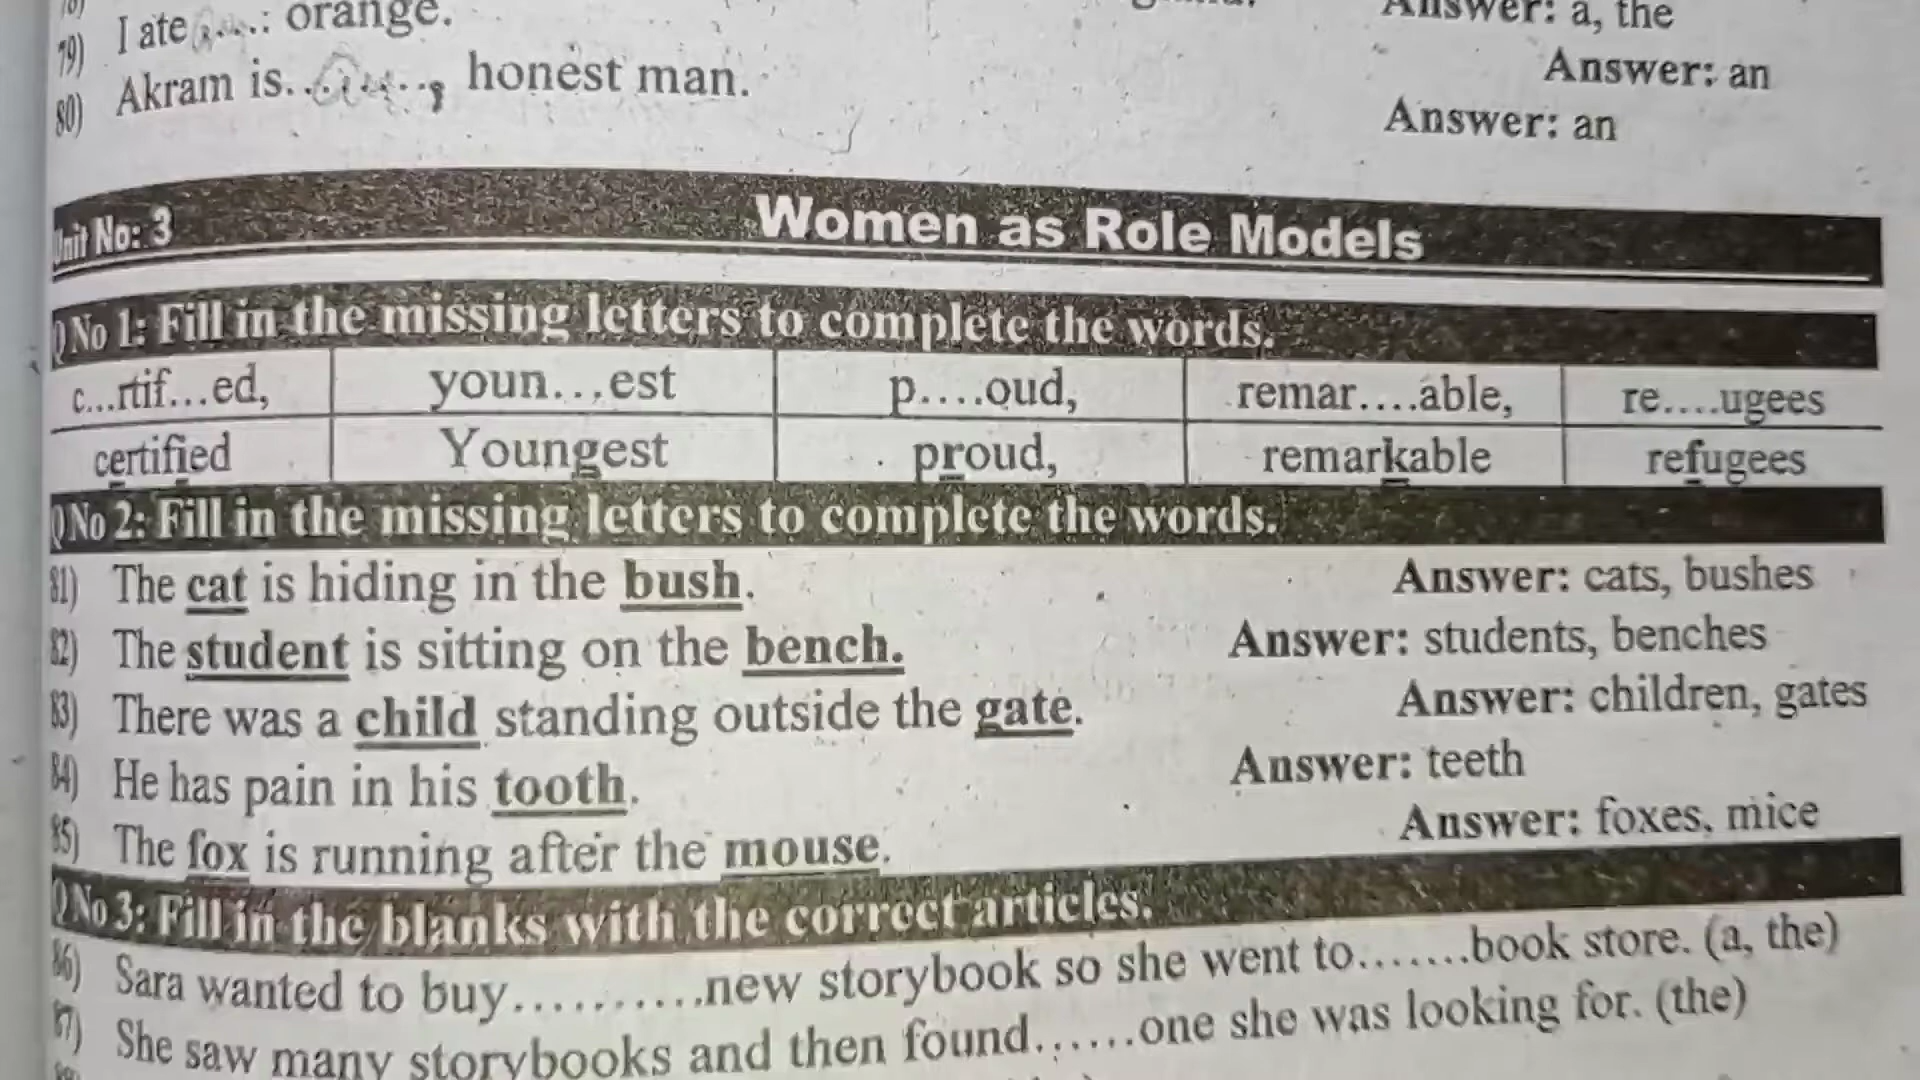 79) I ate ....: orange.
Answer: a, the
80) Akram is........, honest man.
Answer: an
Answer: an
Unit No: 3 Women as Role Models
Q No 1: Fill in the missing letters to complete the words.
c...rtif...ed, youn...est p....oud, remar....able, re....ugees
certified Youngest proud, remarkable refugees
Q No 2: Fill in the missing letters to complete the words.
81) The cat is hiding in the bush. Answer: cats, bushes
82) The student is sitting on the bench. Answer: students, benches
83) There was a child standing outside the gate. Answer: children, gates
84) He has pain in his tooth. Answer: teeth
85) The fox is running after the mouse. Answer: foxes, mice
Q No 3: Fill in the blanks with the correct articles.
86) Sara wanted to buy..........new storybook so she went to.......book store. (a, the)
87) She saw many storybooks and then found......one she was looking for. (the)